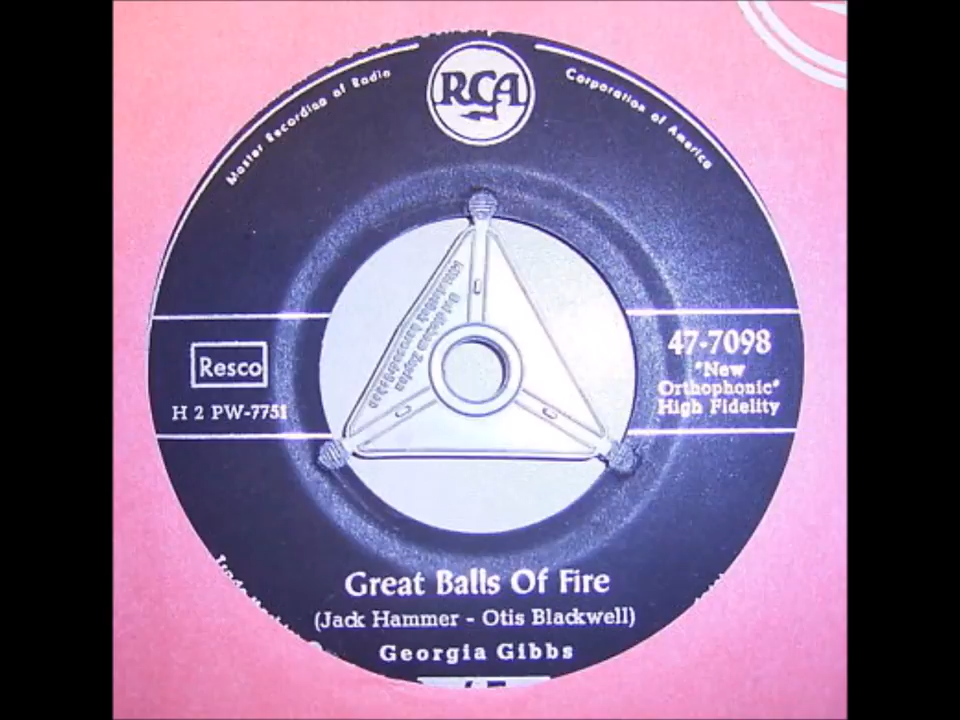 Master Recording of Radio
RCA
Corporation of America
Resco
H 2 PW-7751
47-7098
"New
Orthophonic"
High Fidelity
Great Balls Of Fire
(Jack Hammer - Otis Blackwell)
Georgia Gibbs